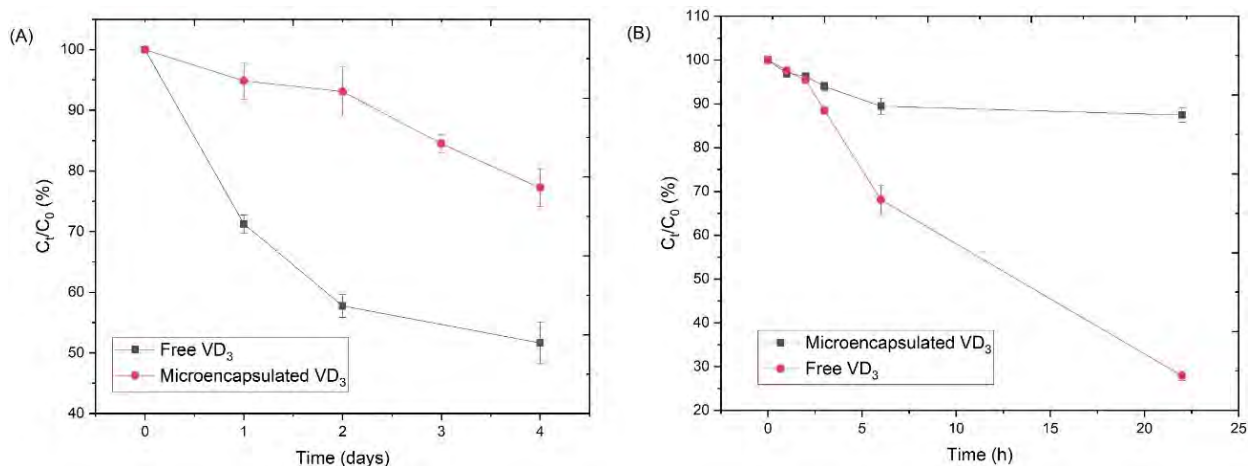 (A)
100
90
80
70
60
50
40
Cₜ/C₀ (%)
0 1 2 3 4
Time (days)
Free VD₃
Microencapsulated VD₃
(B)
110
100
90
80
70
60
50
40
30
20
Cₜ/C₀ (%)
0 5 10 15 20 25
Time (h)
Microencapsulated VD₃
Free VD₃